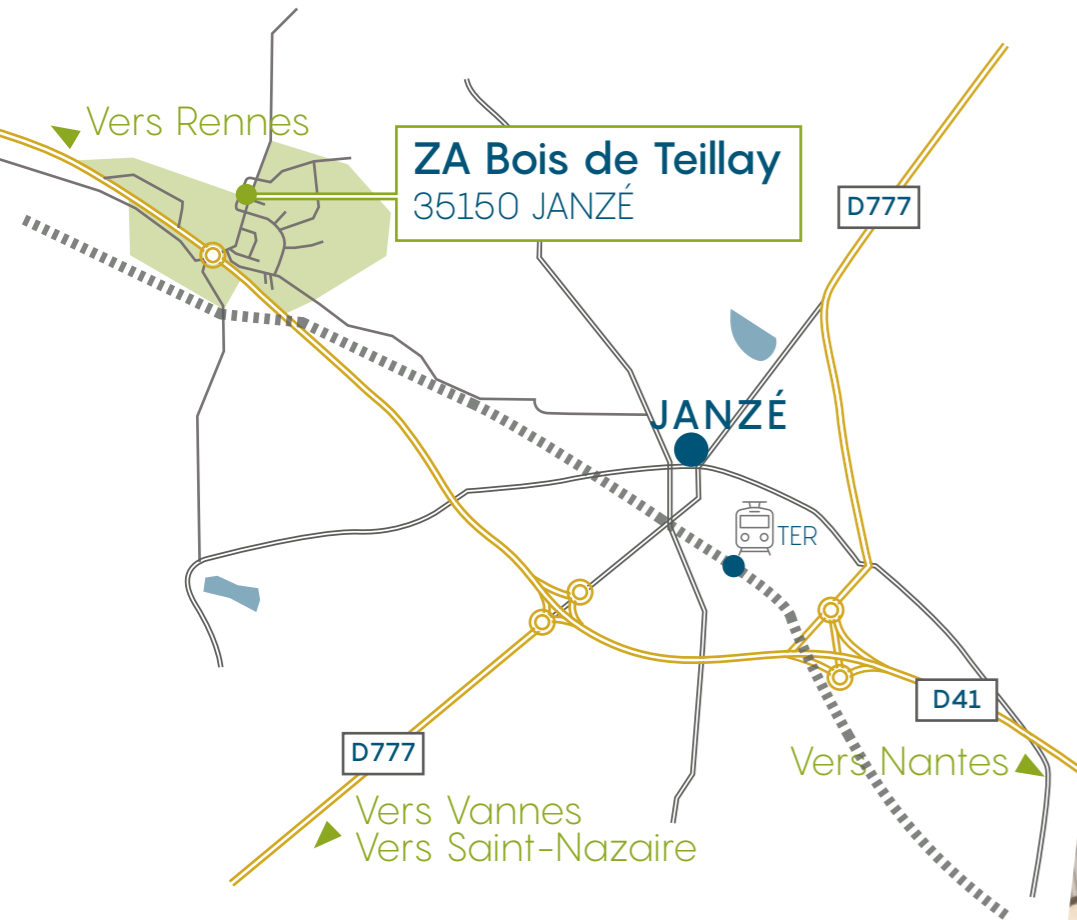 Vers Rennes
ZA Bois de Teillay
35150 JANZÉ
D777
JANZÉ
TER
D41
D777
Vers Nantes
Vers Vannes
Vers Saint-Nazaire